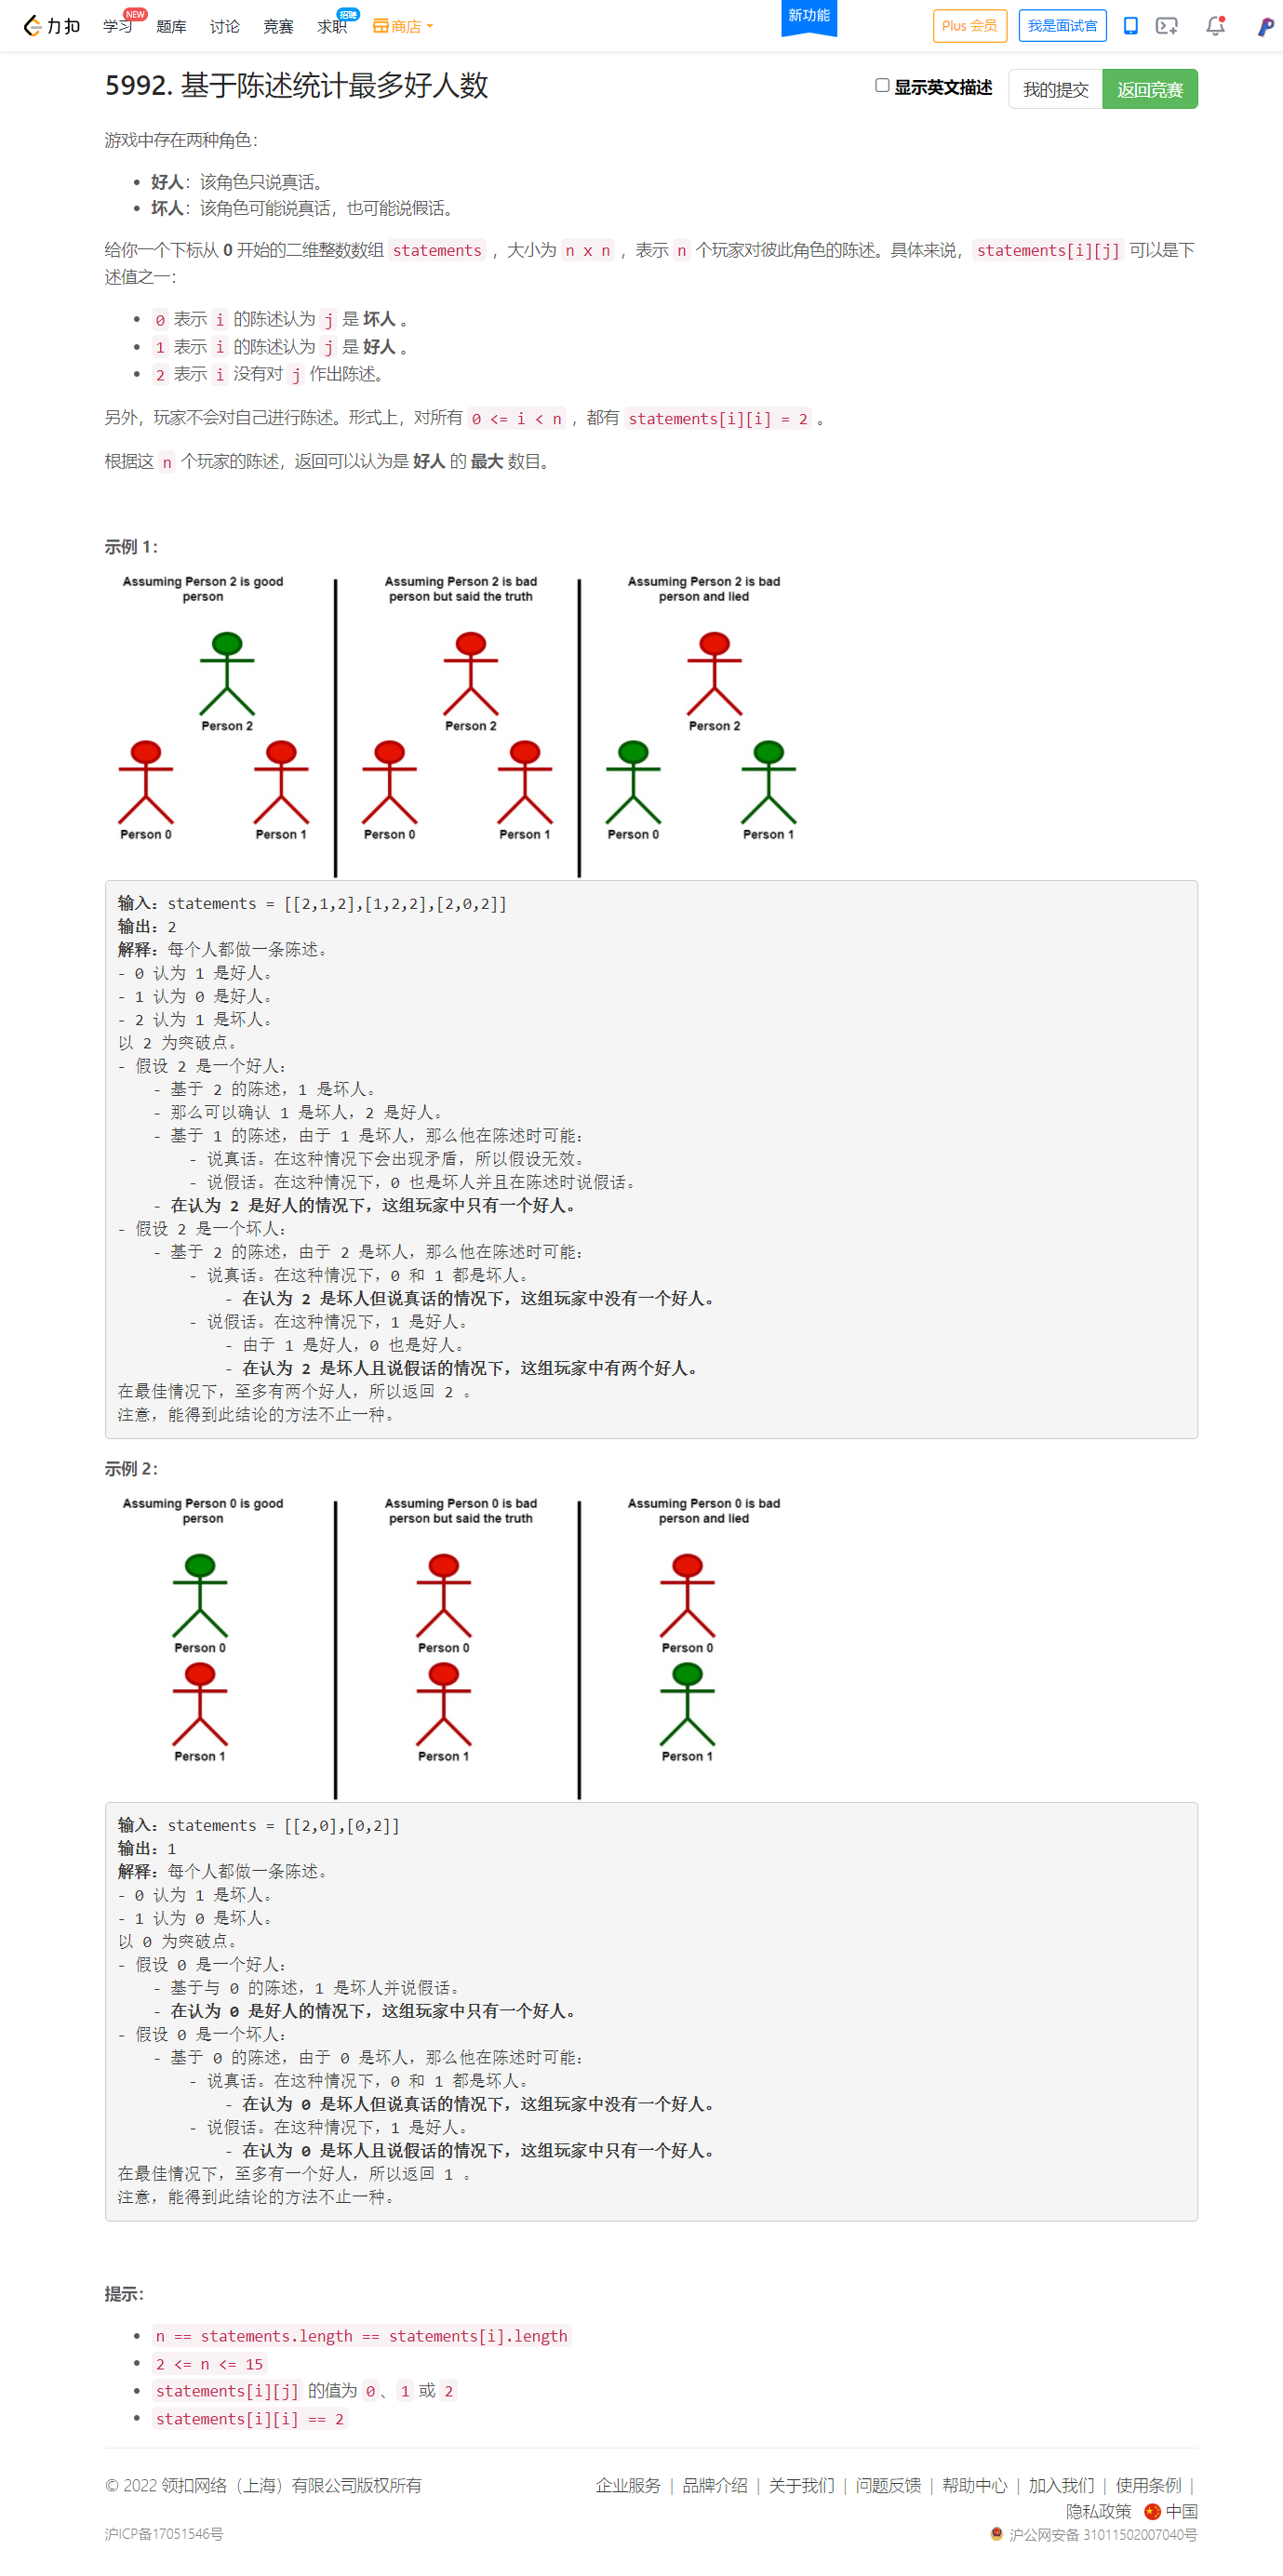 力扣 学习 NEW 题库 讨论 竞赛 求职 招聘 商店 新功能 Plus 会员 我是面试官
5992. 基于陈述统计最多好人数 显示英文描述 我的提交 返回竞赛
游戏中存在两种角色：
• 好人：该角色只说真话。
• 坏人：该角色可能说真话，也可能说假话。
给你一个下标从 0 开始的二维整数数组 statements ，大小为 n x n ，表示 n 个玩家对彼此角色的陈述。具体来说，statements[i][j] 可以是下
述值之一：
• 0 表示 i 的陈述认为 j 是 坏人 。
• 1 表示 i 的陈述认为 j 是 好人 。
• 2 表示 i 没有对 j 作出陈述。
另外，玩家不会对自己进行陈述。形式上，对所有 0 <= i < n ，都有 statements[i][i] = 2 。
根据这 n 个玩家的陈述，返回可以认为是 好人 的 最大 数目。
示例 1：
Assuming Person 2 is good Assuming Person 2 is bad Assuming Person 2 is bad
person person but said the truth person and lied
Person 2 Person 2 Person 2
Person 0 Person 1 Person 0 Person 1 Person 0 Person 1
输入：statements = [[2,1,2],[1,2,2],[2,0,2]]
输出：2
解释：每个人都做一条陈述。
- 0 认为 1 是好人。
- 1 认为 0 是好人。
- 2 认为 1 是坏人。
以 2 为突破点。
- 假设 2 是一个好人：
- 基于 2 的陈述，1 是坏人。
- 那么可以确认 1 是坏人，2 是好人。
- 基于 1 的陈述，由于 1 是坏人，那么他在陈述时可能：
- 说真话。在这种情况下会出现矛盾，所以假设无效。
- 说假话。在这种情况下，0 也是坏人并且在陈述时说假话。
- 在认为 2 是好人的情况下，这组玩家中只有一个好人。
- 假设 2 是一个坏人：
- 基于 2 的陈述，由于 2 是坏人，那么他在陈述时可能：
- 说真话。在这种情况下，0 和 1 都是坏人。
- 在认为 2 是坏人但说真话的情况下，这组玩家中没有一个好人。
- 说假话。在这种情况下，1 是好人。
- 由于 1 是好人，0 也是好人。
- 在认为 2 是坏人且说假话的情况下，这组玩家中有两个好人。
在最佳情况下，至多有两个好人，所以返回 2 。
注意，能得到此结论的方法不止一种。
示例 2：
Assuming Person 0 is good Assuming Person 0 is bad Assuming Person 0 is bad
person person but said the truth person and lied
Person 0 Person 0 Person 0
Person 1 Person 1 Person 1
输入：statements = [[2,0],[0,2]]
输出：1
解释：每个人都做一条陈述。
- 0 认为 1 是坏人。
- 1 认为 0 是坏人。
以 0 为突破点。
- 假设 0 是一个好人：
- 基于与 0 的陈述，1 是坏人并说假话。
- 在认为 0 是好人的情况下，这组玩家中只有一个好人。
- 假设 0 是一个坏人：
- 基于 0 的陈述，由于 0 是坏人，那么他在陈述时可能：
- 说真话。在这种情况下，0 和 1 都是坏人。
- 在认为 0 是坏人但说真话的情况下，这组玩家中没有一个好人。
- 说假话。在这种情况下，1 是好人。
- 在认为 0 是坏人且说假话的情况下，这组玩家中只有一个好人。
在最佳情况下，至多有一个好人，所以返回 1 。
注意，能得到此结论的方法不止一种。
提示：
• n == statements.length == statements[i].length
• 2 <= n <= 15
• statements[i][j] 的值为 0、1 或 2
• statements[i][i] == 2
© 2022 领扣网络（上海）有限公司版权所有 企业服务 | 品牌介绍 | 关于我们 | 问题反馈 | 帮助中心 | 加入我们 | 使用条例 |
隐私政策 中国
沪ICP备17051546号 沪公网安备 31011502007040号